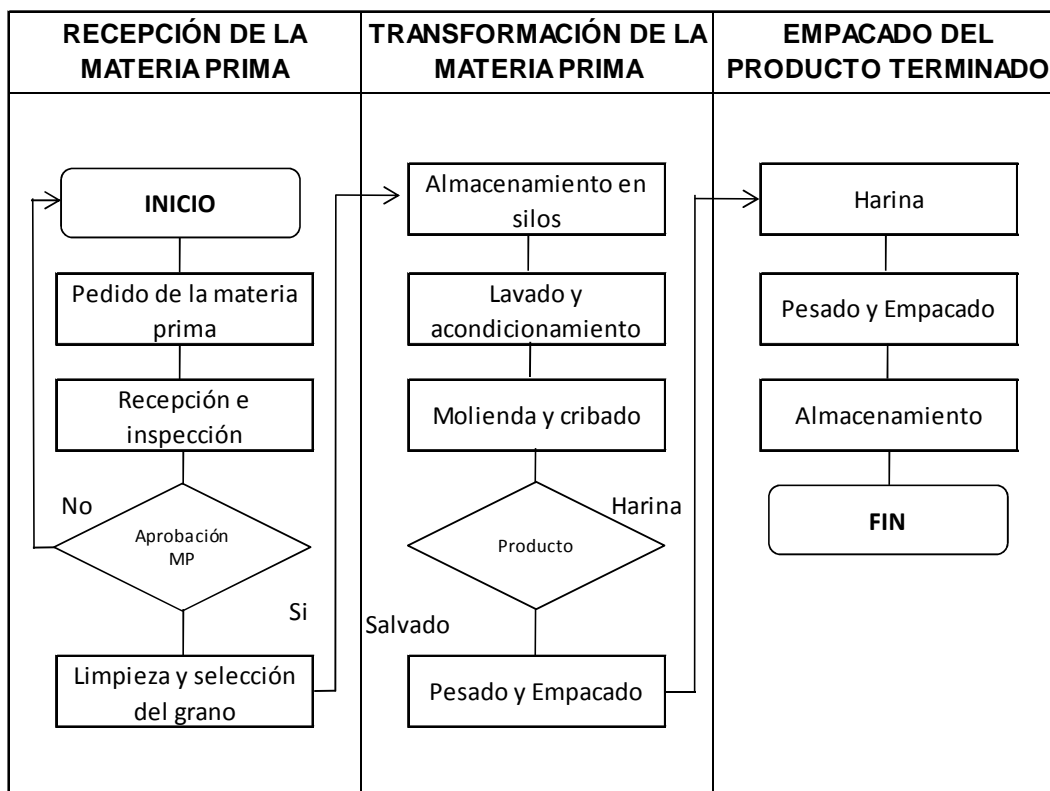 RECEPCIÓN DE LA
MATERIA PRIMA
TRANSFORMACIÓN DE LA
MATERIA PRIMA
EMPACADO DEL
PRODUCTO TERMINADO
INICIO
Pedido de la materia
prima
Recepción e
inspección
No
Aprobación
MP
Si
Limpieza y selección
del grano
Almacenamiento en
silos
Lavado y
acondicionamiento
Molienda y cribado
Harina
Producto
Salvado
Pesado y Empacado
Harina
Pesado y Empacado
Almacenamiento
FIN